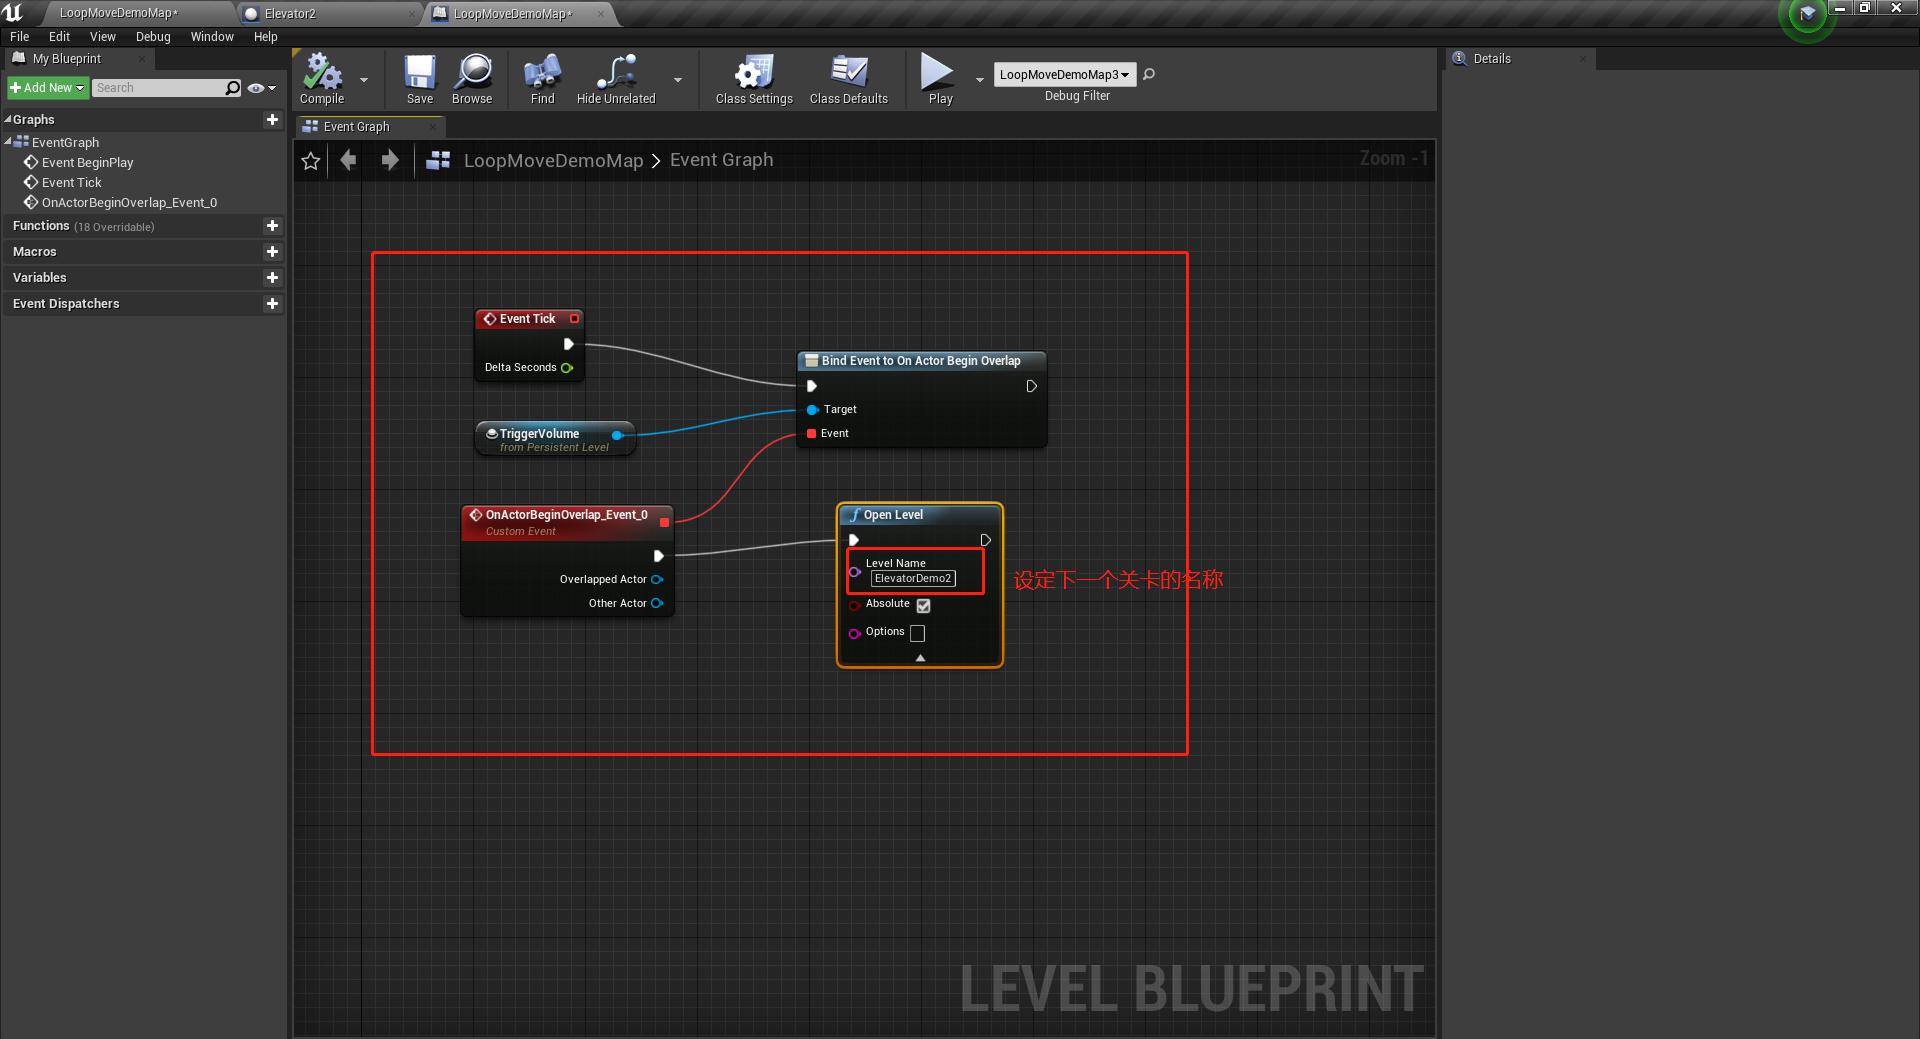 LoopMoveDemoMap*
Elevator2
LoopMoveDemoMap*
File Edit View Debug Window Help
My Blueprint
Add New
Search
Graphs
EventGraph
Event BeginPlay
Event Tick
OnActorBeginOverlap_Event_0
Functions (18 Overridable)
Macros
Variables
Event Dispatchers
Compile
Save
Browse
Find
Hide Unrelated
Class Settings
Class Defaults
Play
LoopMoveDemoMap3
Debug Filter
Event Graph
LoopMoveDemoMap > Event Graph
Zoom -1
Event Tick
Delta Seconds
TriggerVolume
from Persistent Level
Bind Event to On Actor Begin Overlap
Target
Event
OnActorBeginOverlap_Event_0
Custom Event
Overlapped Actor
Other Actor
Open Level
Level Name
ElevatorDemo2
Absolute
Options
设定下一个关卡的名称
LEVEL BLUEPRINT
Details